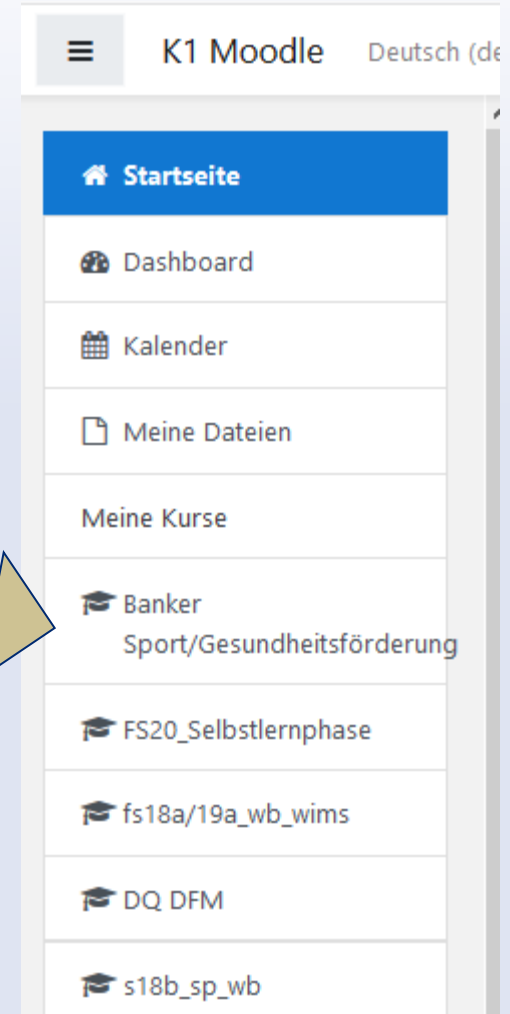 K1 Moodle Deutsch (de
Startseite
Dashboard
Kalender
Meine Dateien
Meine Kurse
Banker
Sport/Gesundheitsförderung
FS20_Selbstlernphase
fs18a/19a_wb_wims
DQ DFM
s18b_sp_wb